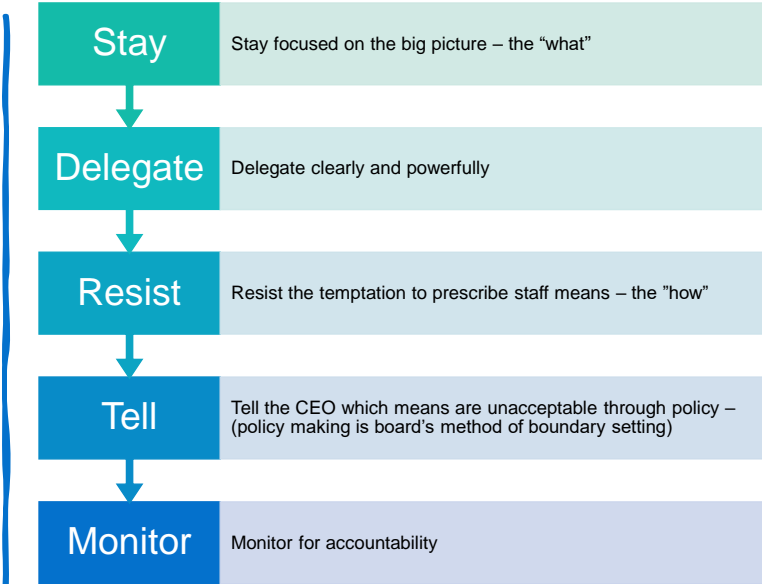 Stay
Stay focused on the big picture – the “what”
Delegate
Delegate clearly and powerfully
Resist
Resist the temptation to prescribe staff means – the ”how”
Tell
Tell the CEO which means are unacceptable through policy –
(policy making is board’s method of boundary setting)
Monitor
Monitor for accountability